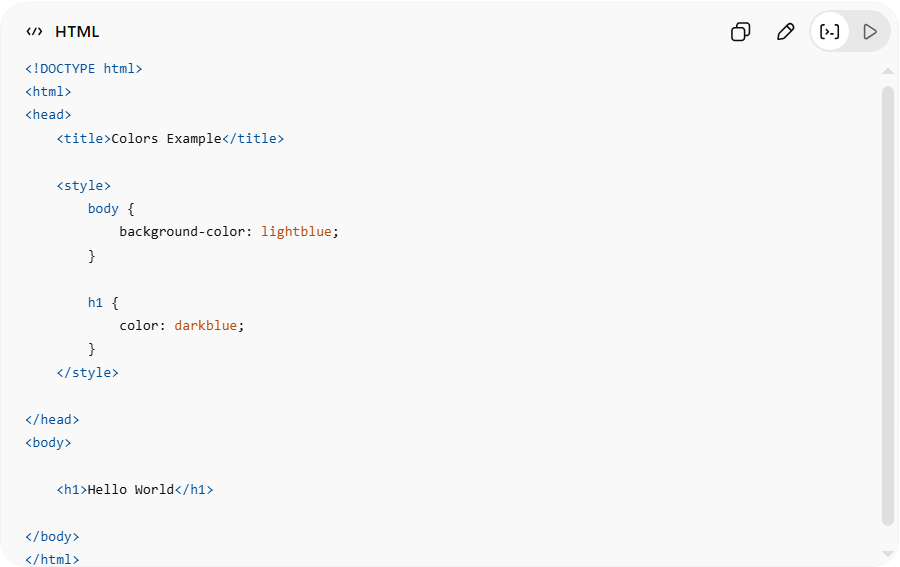 HTML
<!DOCTYPE html>
<html>
<head>
    <title>Colors Example</title>

    <style>
        body {
            background-color: lightblue;
        }

        h1 {
            color: darkblue;
        }
    </style>

</head>
<body>

    <h1>Hello World</h1>

</body>
</html>